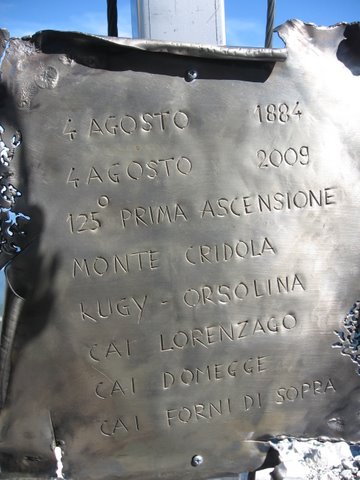 4 AGOSTO 1884
4 AGOSTO 2009
125° PRIMA ASCENSIONE
MONTE CRIDOLA
KUGY - ORSOLINA
CAI LORENZAGO
CAI DOMEGGE
CAI FORNI DI SOPRA